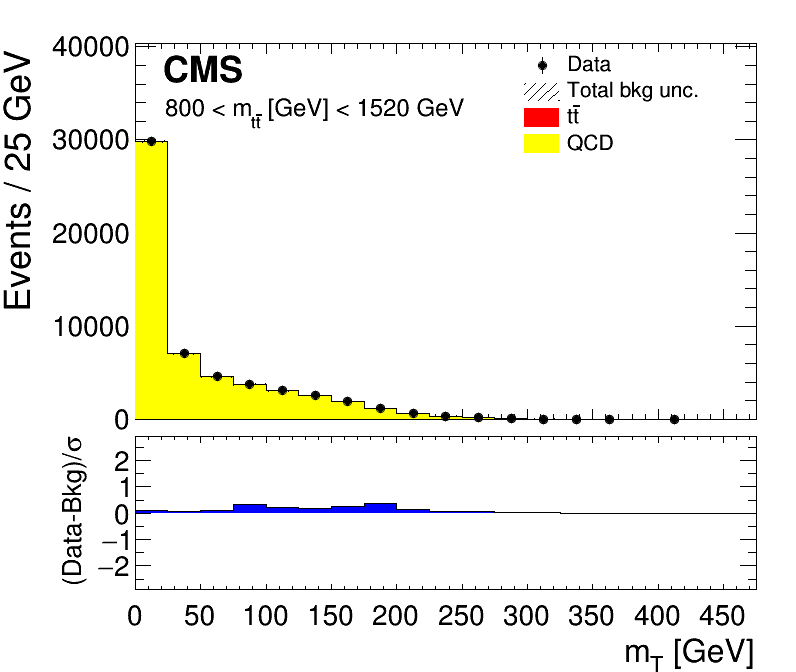 Events / 25 GeV
40000
30000
20000
10000
0
CMS
800 < m_{tt̄} [GeV] < 1520 GeV
Data
Total bkg unc.
tt̄
QCD
(Data-Bkg)/σ
2
1
0
−1
−2
0 50 100 150 200 250 300 350 400 450
m_T [GeV]